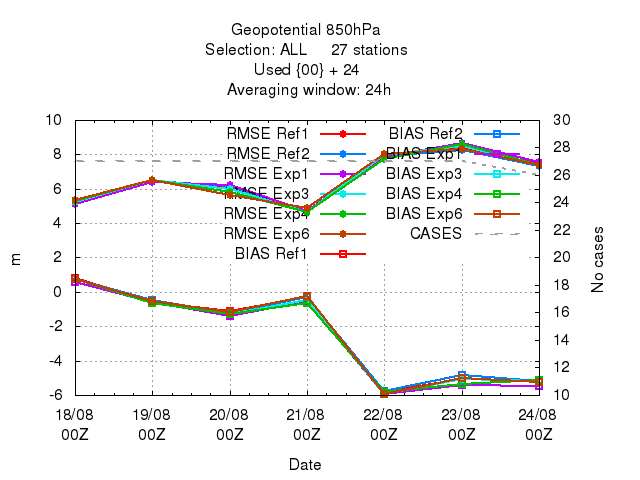 Geopotential 850hPa
Selection: ALL 27 stations
Used {00} + 24
Averaging window: 24h
10 30
RMSE Ref1 BIAS Ref2
8 28
RMSE Ref2 BIAS Exp1
RMSE Exp1 BIAS Exp3
6 26
RMSE Exp3 BIAS Exp4
4 24
RMSE Exp4 BIAS Exp6
22
RMSE Exp6 CASES
2 20
BIAS Ref1
m
No cases
0 18
-2 16
14
-4 12
-6 10
18/08 19/08 20/08 21/08 22/08 23/08 24/08
00Z 00Z 00Z 00Z 00Z 00Z 00Z
Date